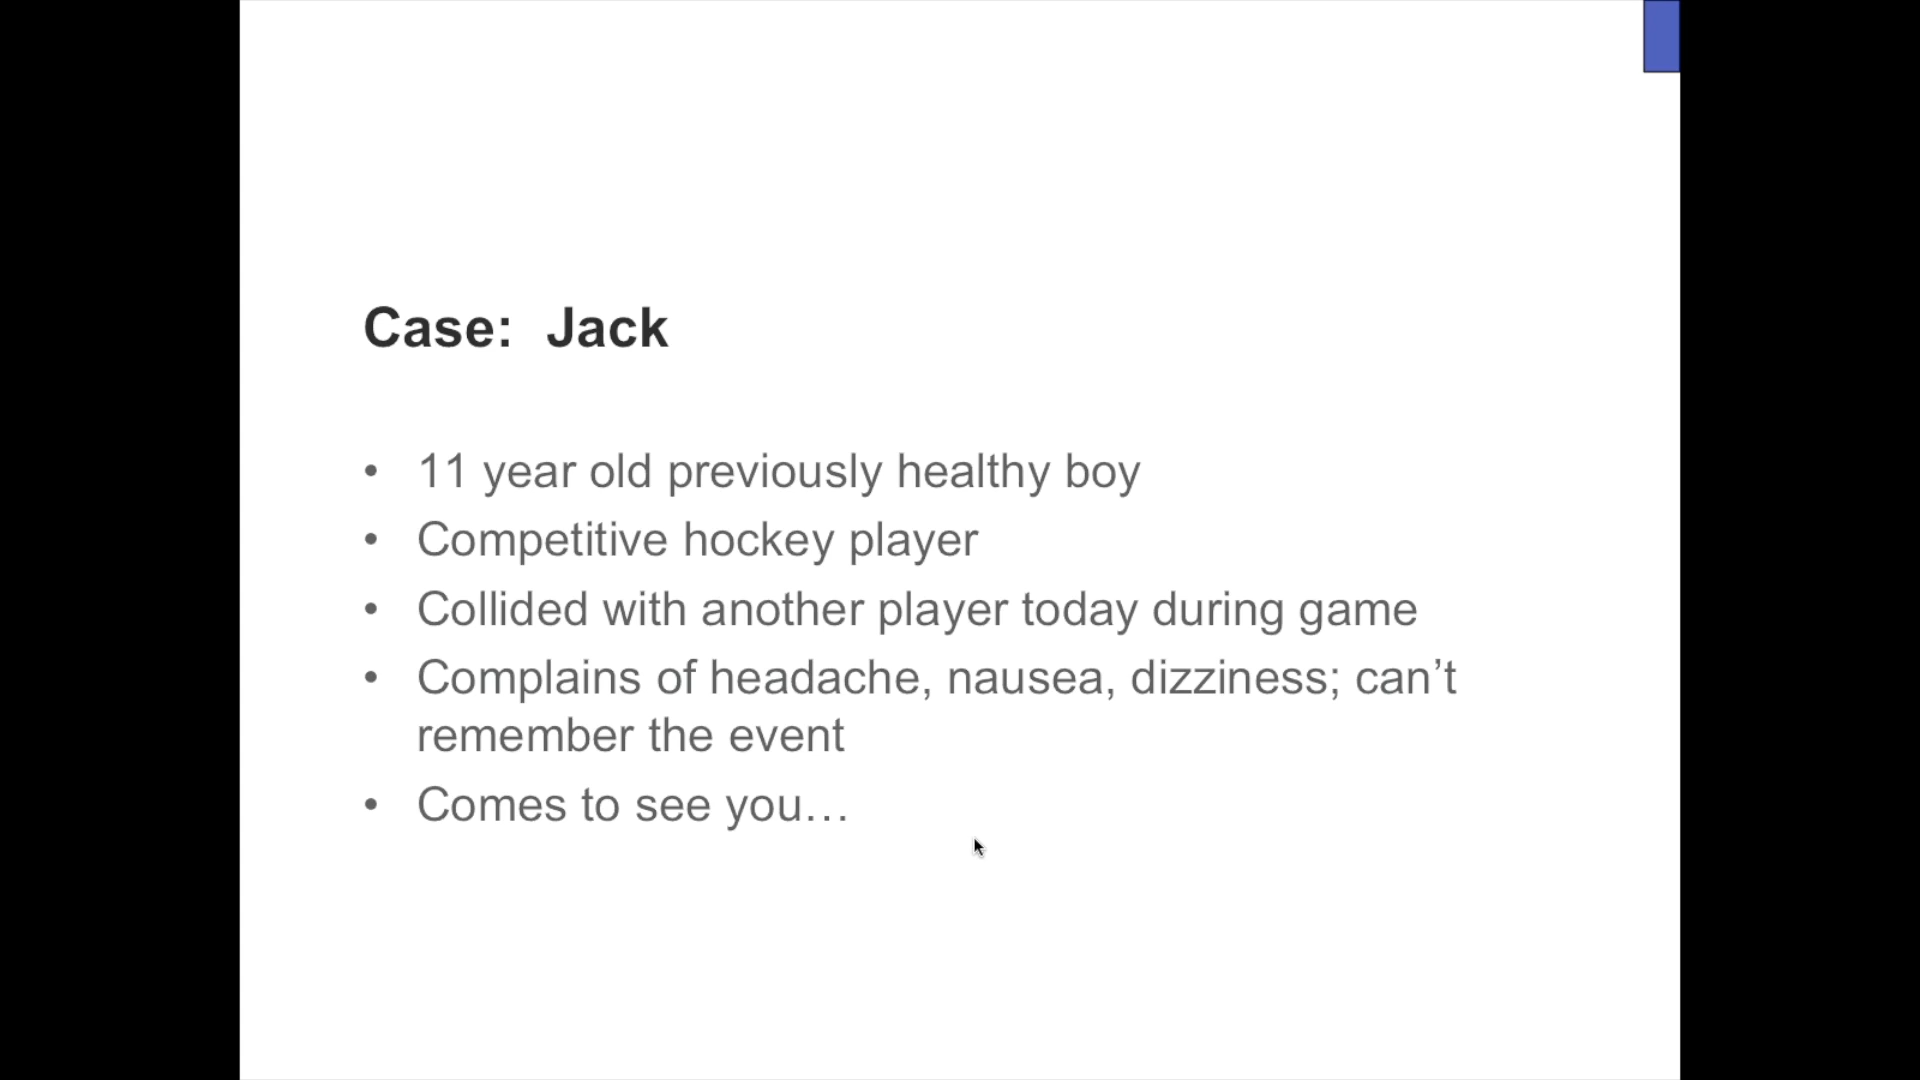 Case: Jack
• 11 year old previously healthy boy
• Competitive hockey player
• Collided with another player today during game
• Complains of headache, nausea, dizziness; can’t
remember the event
• Comes to see you…